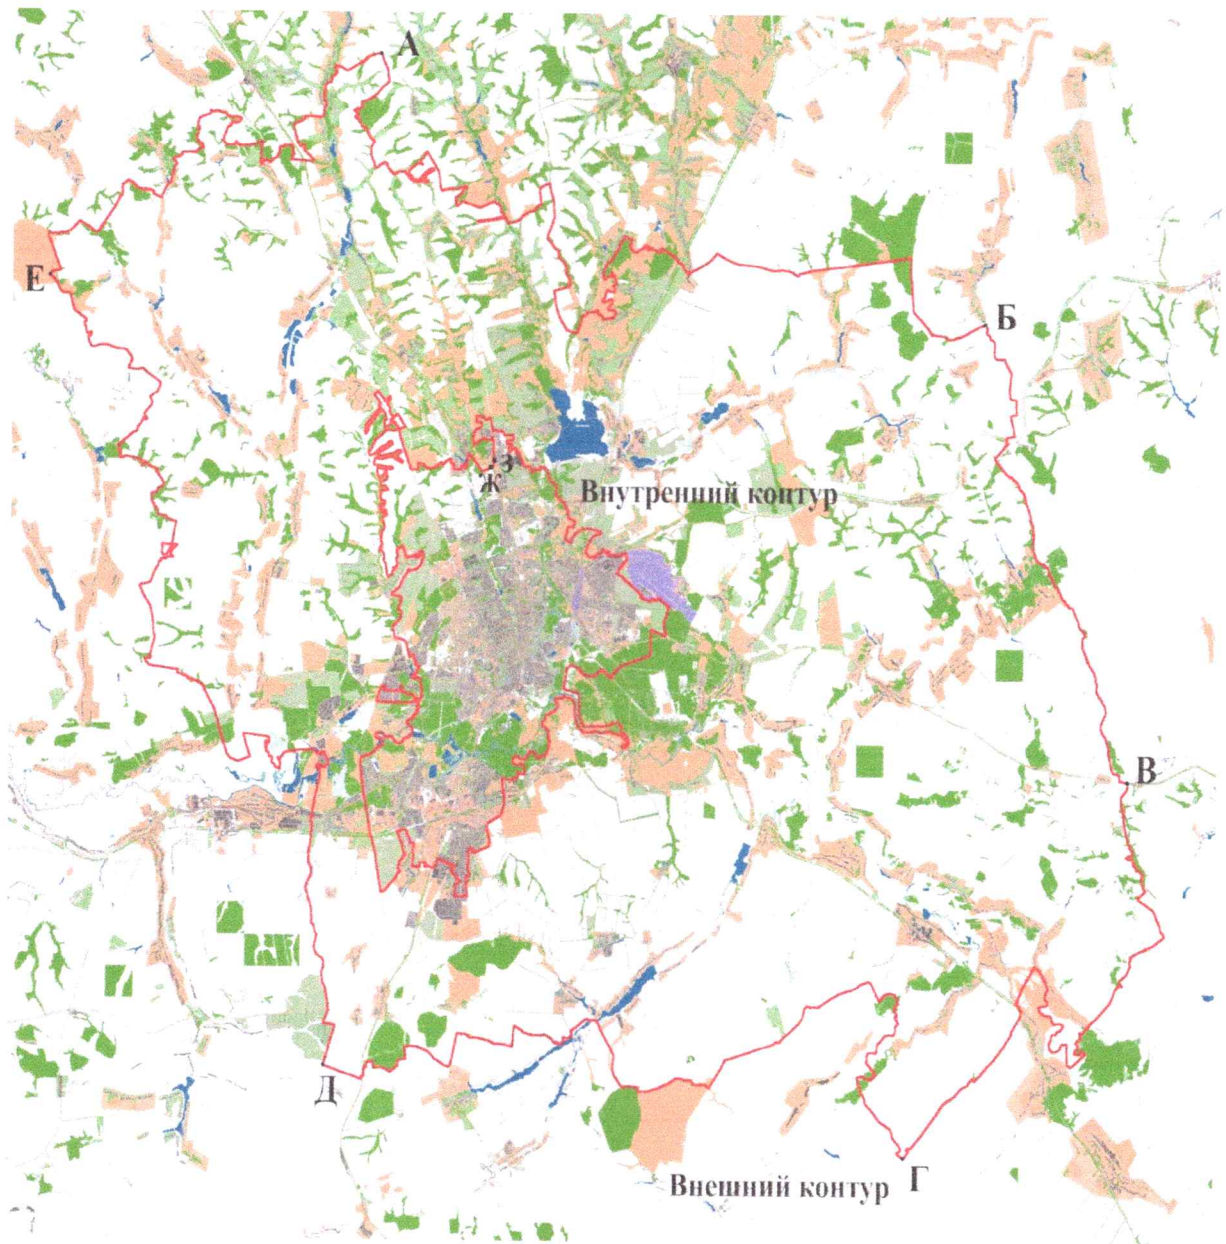 А
Е
Б
З
Ж
Внутренний контур
В
Д
Внешний контур
Г